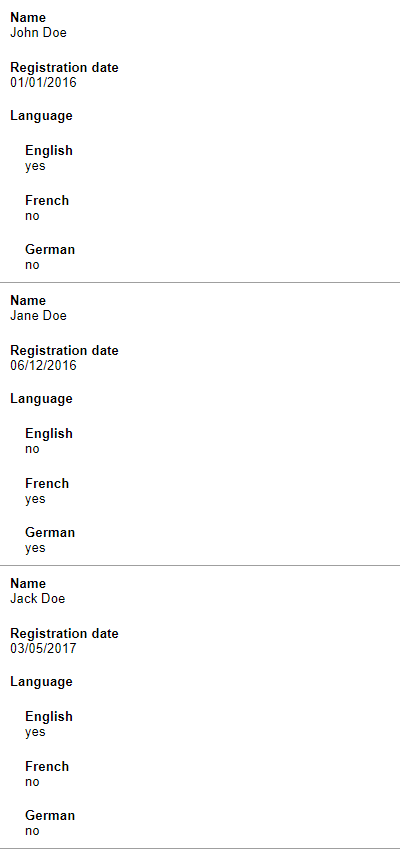 Name
John Doe
Registration date
01/01/2016
Language
English
yes
French
no
German
no
Name
Jane Doe
Registration date
06/12/2016
Language
English
no
French
yes
German
yes
Name
Jack Doe
Registration date
03/05/2017
Language
English
yes
French
no
German
no